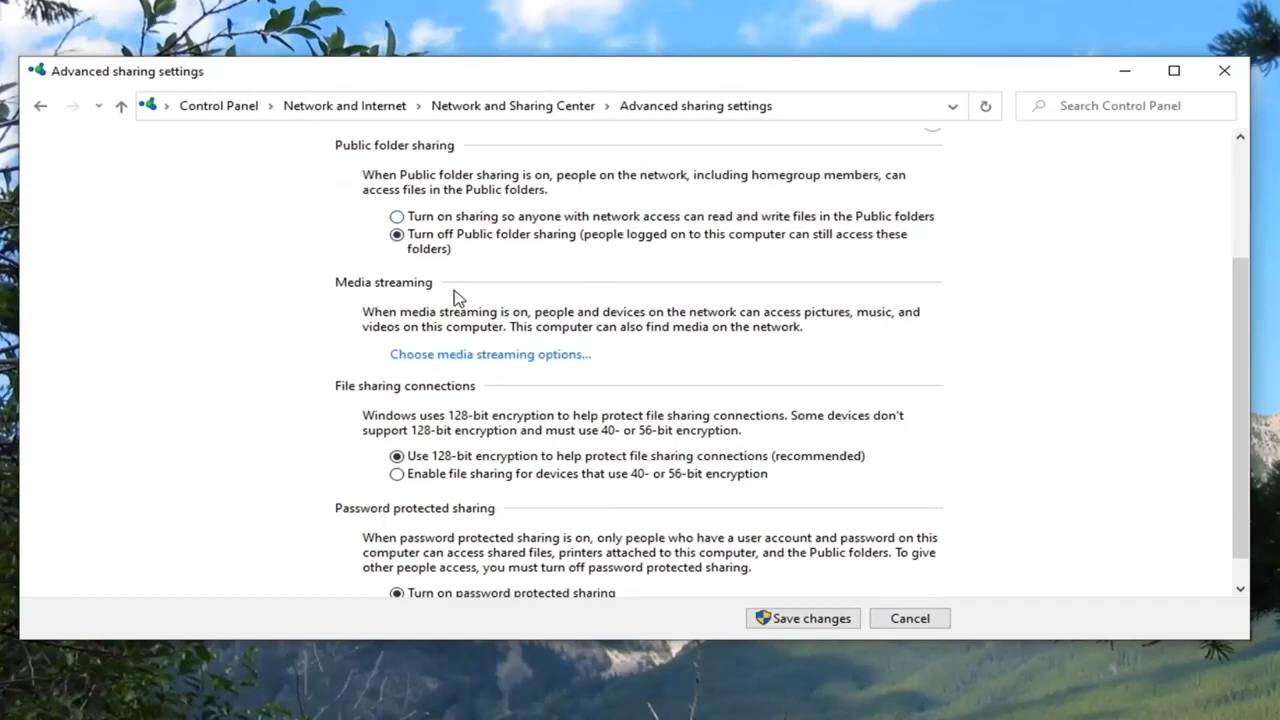 Advanced sharing settings
Control Panel > Network and Internet > Network and Sharing Center > Advanced sharing settings
Search Control Panel
Public folder sharing
When Public folder sharing is on, people on the network, including homegroup members, can
access files in the Public folders.
Turn on sharing so anyone with network access can read and write files in the Public folders
Turn off Public folder sharing (people logged on to this computer can still access these
folders)
Media streaming
When media streaming is on, people and devices on the network can access pictures, music, and
videos on this computer. This computer can also find media on the network.
Choose media streaming options...
File sharing connections
Windows uses 128-bit encryption to help protect file sharing connections. Some devices don't
support 128-bit encryption and must use 40- or 56-bit encryption.
Use 128-bit encryption to help protect file sharing connections (recommended)
Enable file sharing for devices that use 40- or 56-bit encryption
Password protected sharing
When password protected sharing is on, only people who have a user account and password on this
computer can access shared files, printers attached to this computer, and the Public folders. To give
other people access, you must turn off password protected sharing.
Turn on password protected sharing
Save changes
Cancel